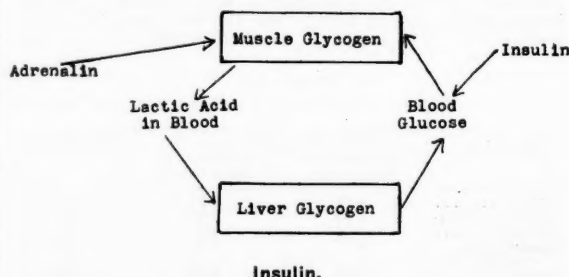 Muscle Glycogen
Insulin
Adrenalin
Lactic Acid
in Blood
Blood
Glucose
Liver Glycogen
Insulin.